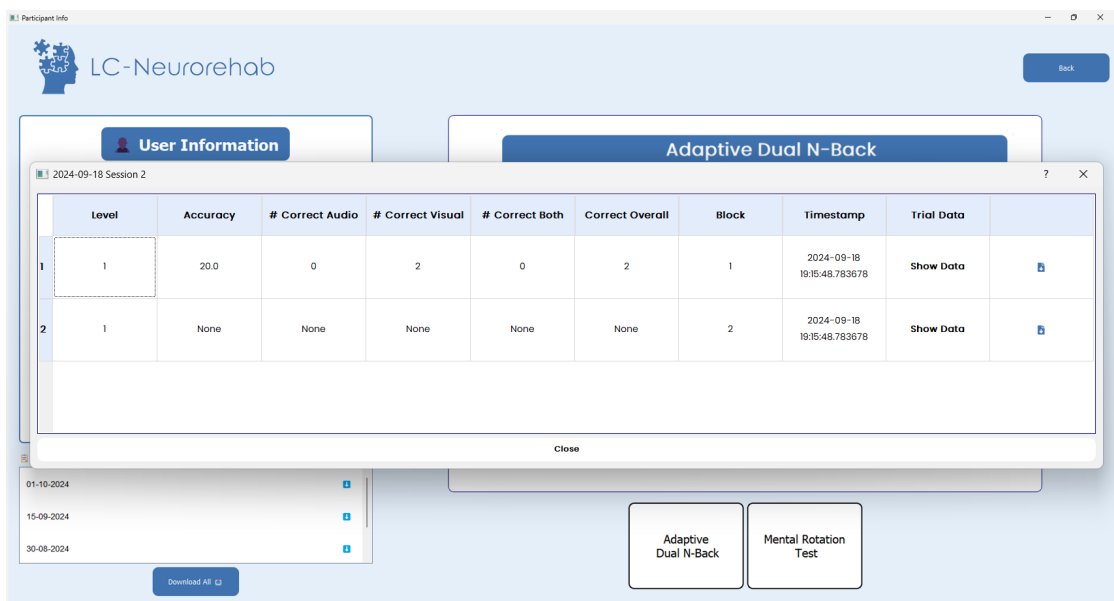 Participant Info
LC-Neurorehab
Back
User Information
Adaptive Dual N-Back
2024-09-18 Session 2
?
Level Accuracy # Correct Audio # Correct Visual # Correct Both Correct Overall Block Timestamp Trial Data
1 1 20.0 0 2 0 2 1 2024-09-18 19:15:48.783678 Show Data
2 1 None None None None None 2 2024-09-18 19:15:48.783678 Show Data
Close
01-10-2024
15-09-2024
30-08-2024
Download All
Adaptive
Dual N-Back
Mental Rotation
Test